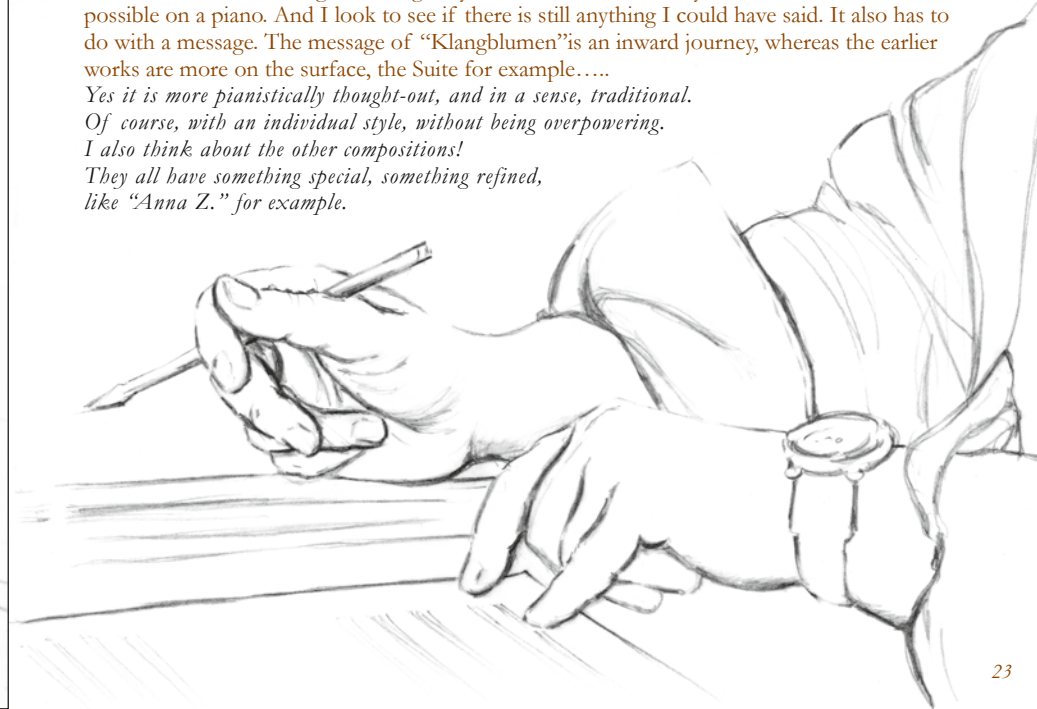 possible on a piano. And I look to see if there is still anything I could have said. It also has to
do with a message. The message of “Klangblumen”is an inward journey, whereas the earlier
works are more on the surface, the Suite for example…..
Yes it is more pianistically thought-out, and in a sense, traditional.
Of course, with an individual style, without being overpowering.
I also think about the other compositions!
They all have something special, something refined,
like “Anna Z.” for example.
23